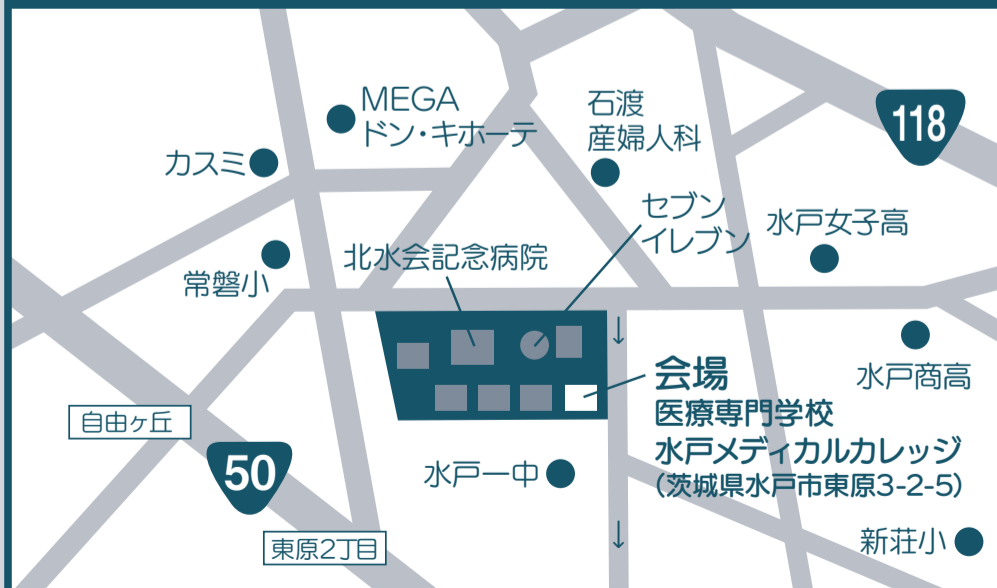 MEGA
ドン・キホーテ
石渡
産婦人科
118
カスミ
セブン
イレブン
水戸女子高
北水会記念病院
常磐小
水戸商高
会場
医療専門学校
水戸メディカルカレッジ
(茨城県水戸市東原3-2-5)
自由ヶ丘
50
水戸一中
東原2丁目
新荘小
↓
↓